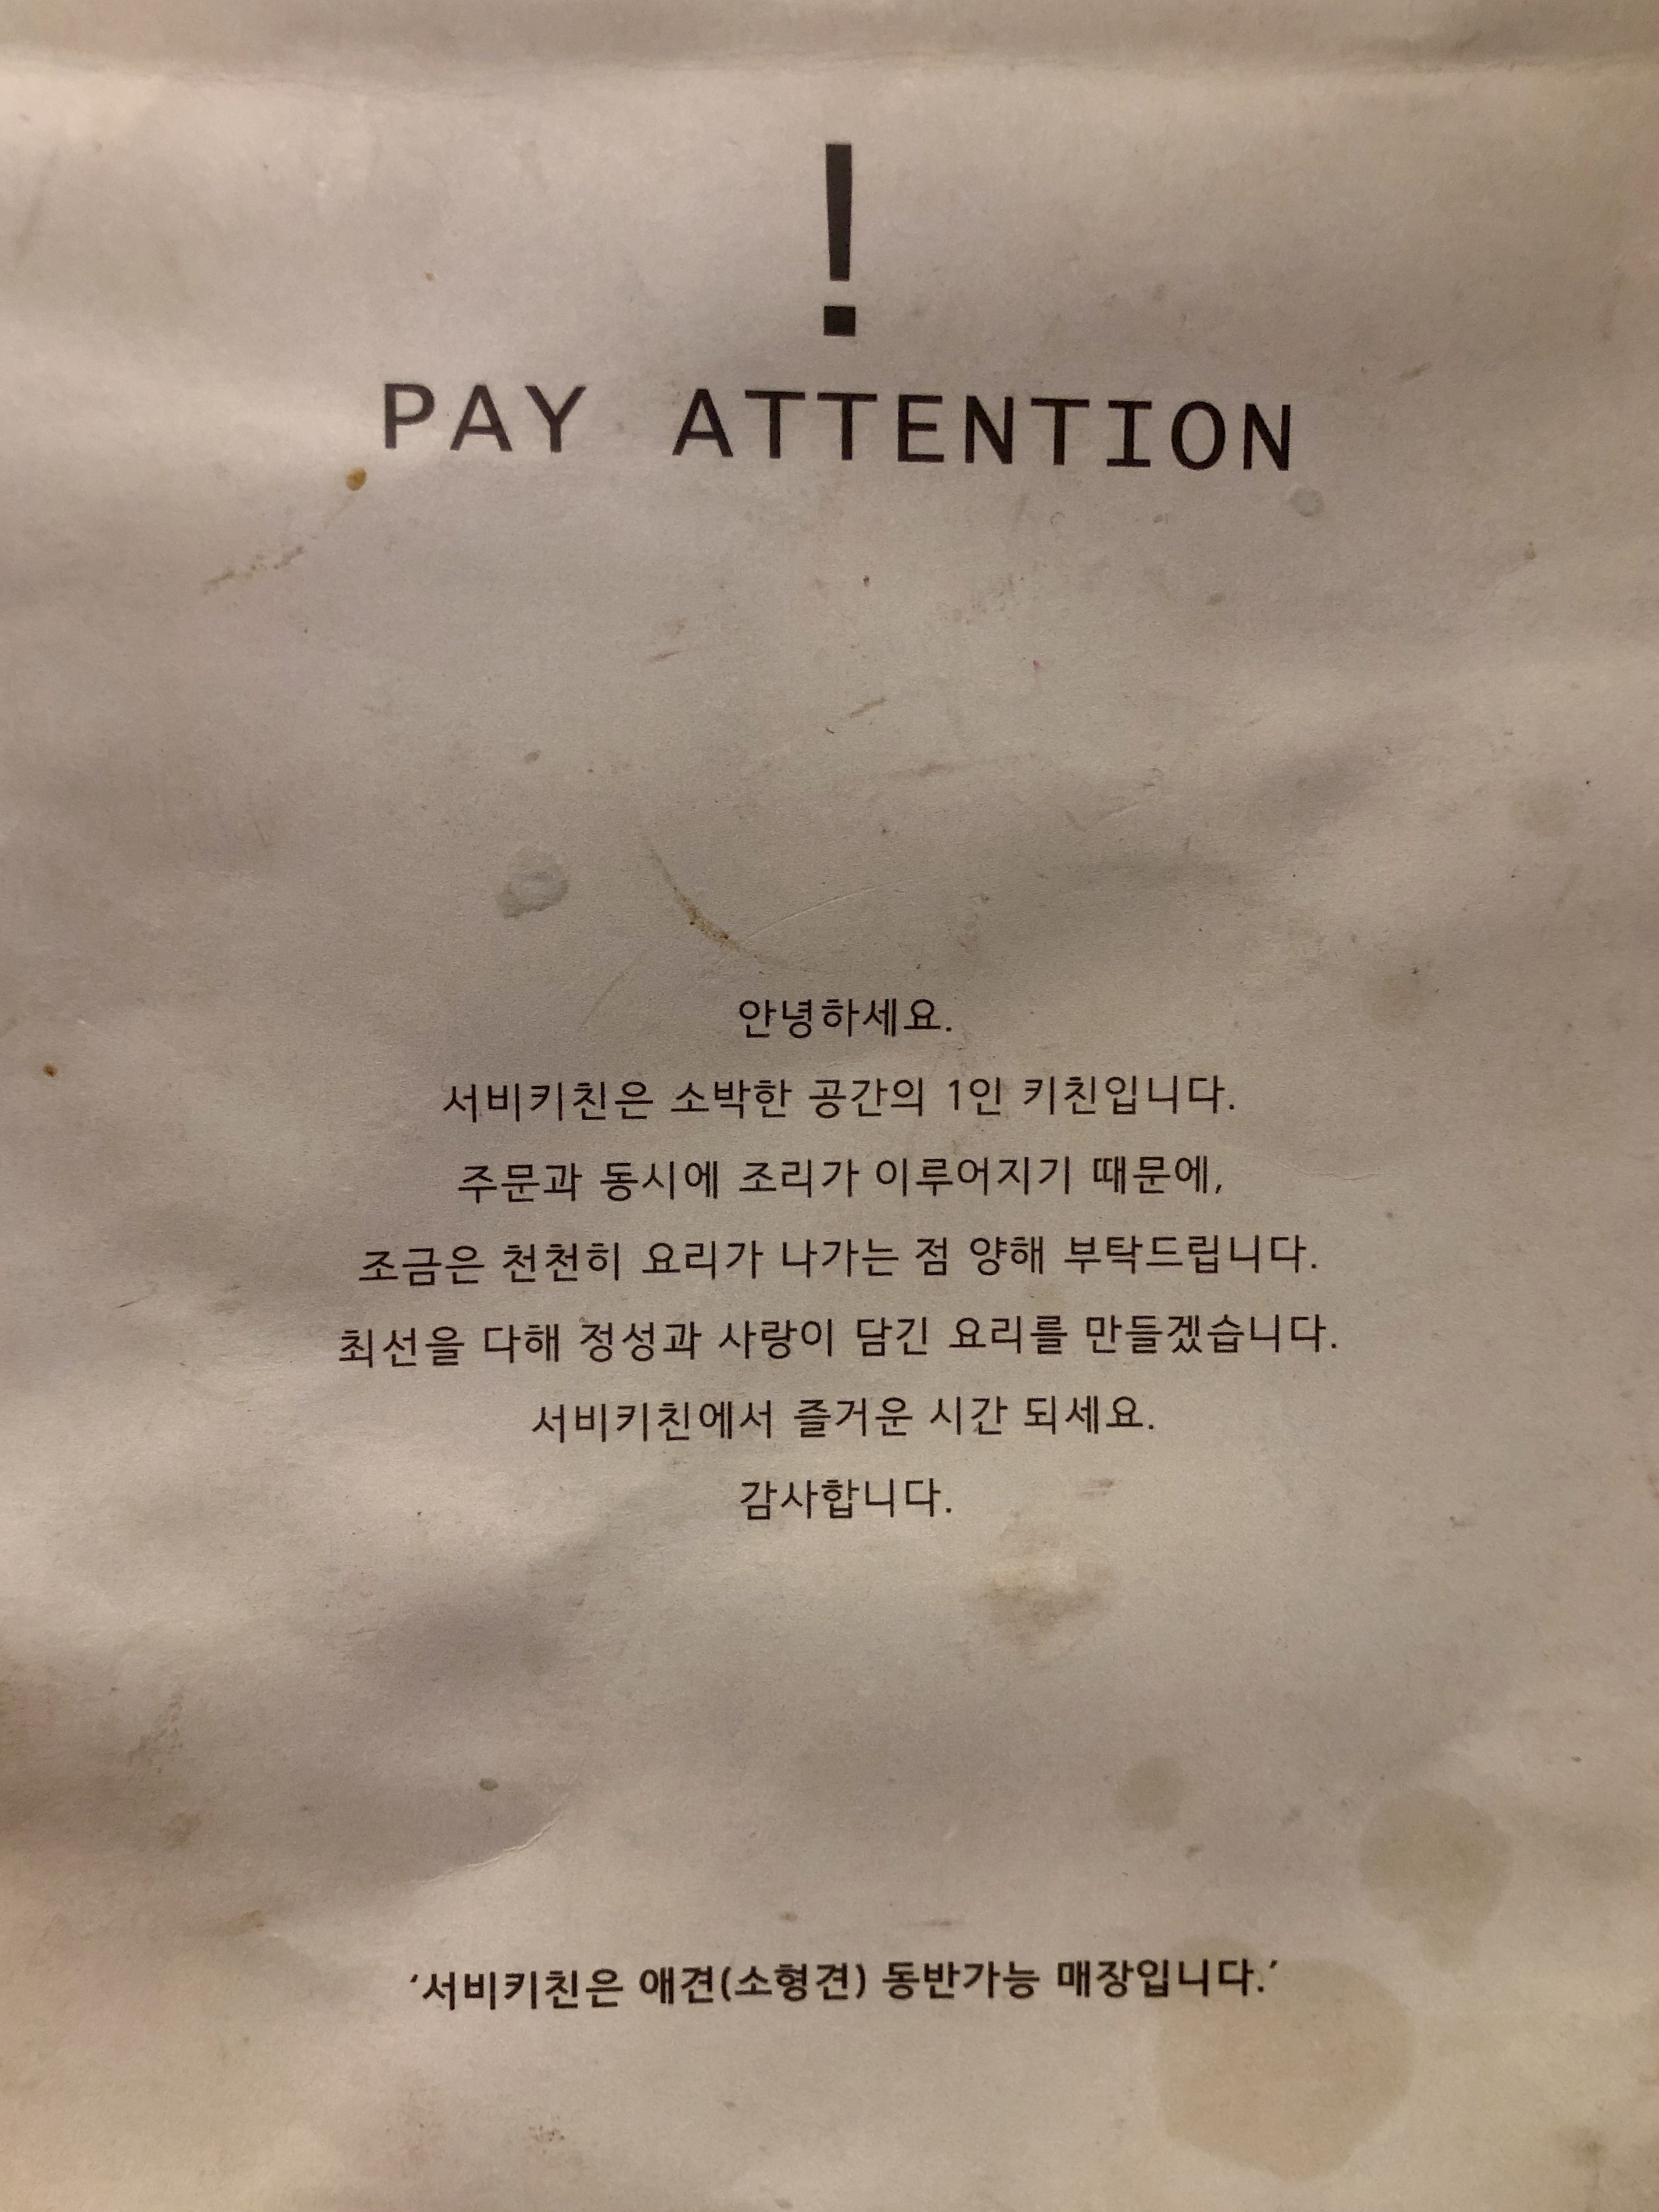 !
PAY ATTENTION
안녕하세요.
서비키친은 소박한 공간의 1인 키친입니다.
주문과 동시에 조리가 이루어지기 때문에,
조금은 천천히 요리가 나가는 점 양해 부탁드립니다.
최선을 다해 정성과 사랑이 담긴 요리를 만들겠습니다.
서비키친에서 즐거운 시간 되세요.
감사합니다.
‘서비키친은 애견(소형견) 동반가능 매장입니다.’